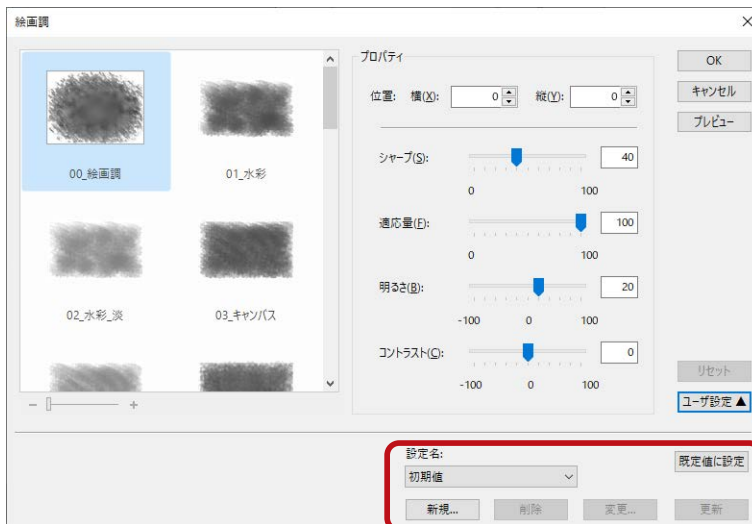 絵画調
00_絵画調
01_水彩
02_水彩_淡
03_キャンバス
プロパティ
位置: 横(X): 0 縦(Y): 0
シャープ(S): 40
0 100
適応量(F): 100
0 100
明るさ(B): 20
-100 0 100
コントラスト(C): 0
-100 0 100
OK
キャンセル
プレビュー
リセット
ユーザ設定 ▲
設定名:
初期値
既定値に設定
新規... 削除 変更... 更新